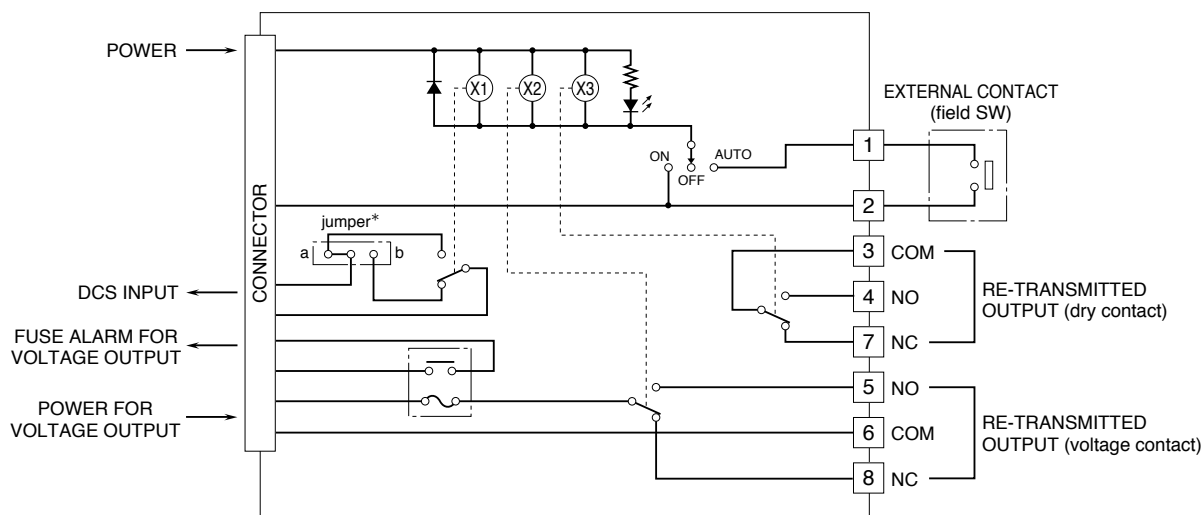 POWER
X1
X2
X3
EXTERNAL CONTACT
(field SW)
ON
OFF
AUTO
1
2
CONNECTOR
jumper*
a
b
3 COM
4 NO
7 NC
RE-TRANSMITTED
OUTPUT (dry contact)
DCS INPUT
FUSE ALARM FOR
VOLTAGE OUTPUT
POWER FOR
VOLTAGE OUTPUT
5 NO
6 COM
8 NC
RE-TRANSMITTED
OUTPUT (voltage contact)